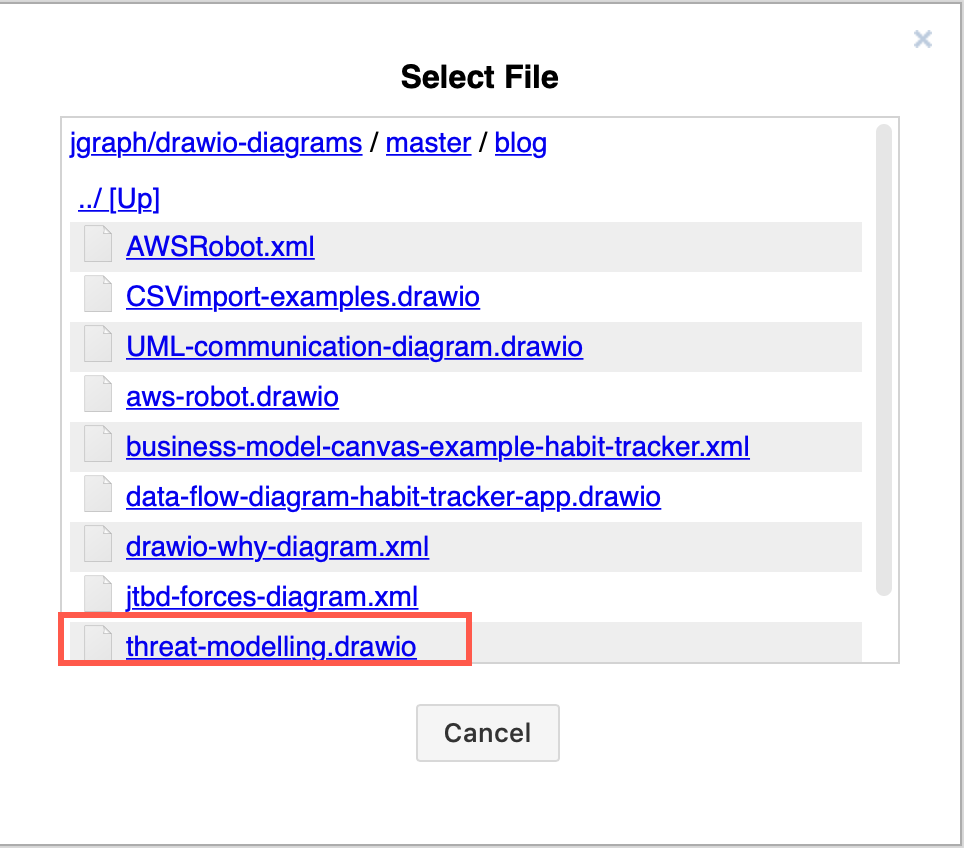 Select File
jgraph/drawio-diagrams / master / blog
../ [Up]
AWSRobot.xml
CSVimport-examples.drawio
UML-communication-diagram.drawio
aws-robot.drawio
business-model-canvas-example-habit-tracker.xml
data-flow-diagram-habit-tracker-app.drawio
drawio-why-diagram.xml
jtbd-forces-diagram.xml
threat-modelling.drawio
Cancel